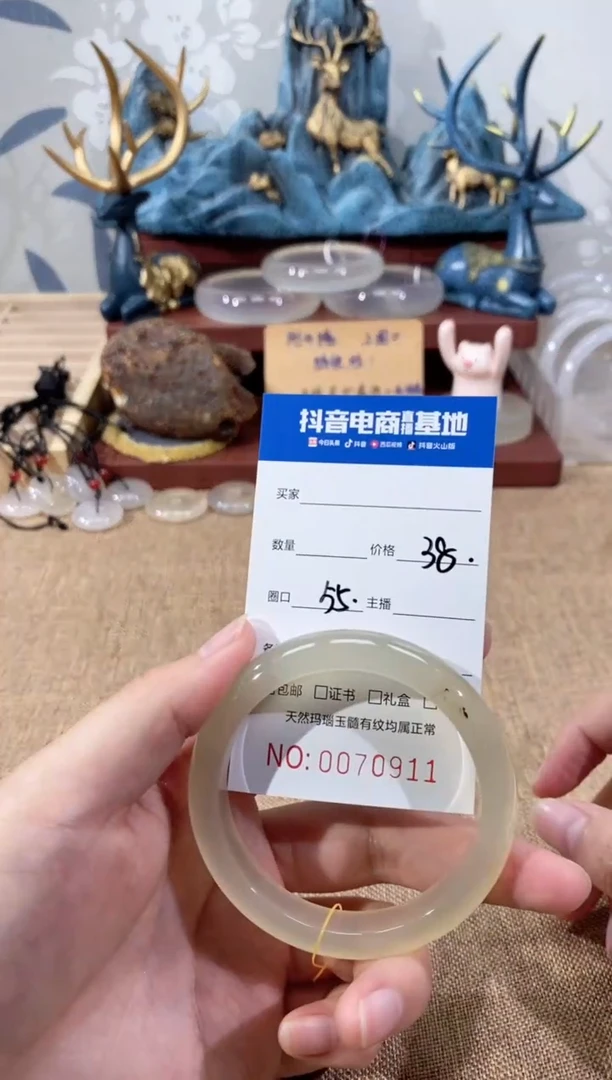 抖音电商直播基地
今日头条 抖音 西瓜视频 抖音火山版
买家
数量 价格 38.
圈口 55. 主播
包邮 □证书 □礼盒 □
天然玛瑙玉髓有纹均属正常
NO: 0070911